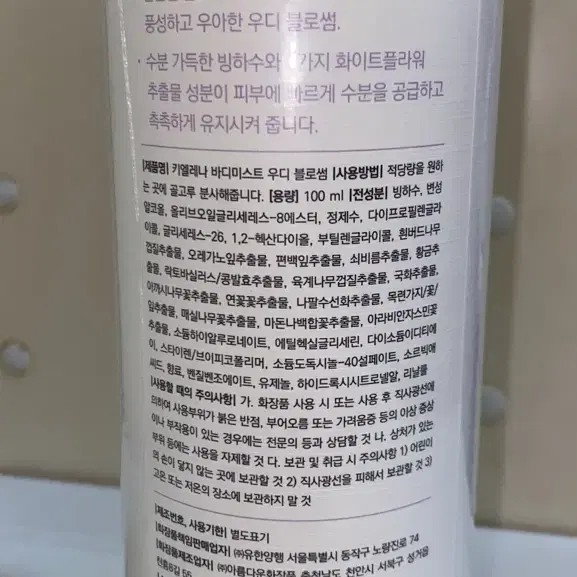 풍성하고 우아한 우디 블로썸.
· 수분 가득한 빙하수와 가지 화이트플라워
추출물 성분이 피부에 빠르게 수분을 공급하고
촉촉하게 유지시켜 줍니다.
|제품명| 키엘레나 바디미스트 우디 블로썸 |사용방법| 적당량을 원하
는 곳에 골고루 분사해줍니다. [용량] 100 ml |전성분| 빙하수, 변성
알코올, 올리브오일글리세레스-8에스터, 정제수, 다이프로필렌글라
이콜, 글리세레스-26, 1,2-헥산다이올, 부틸렌글라이콜, 흰버드나무
껍질추출물, 오레가노잎추출물, 편백잎추출물, 쇠비름추출물, 황금추
출물, 락토바실러스/콩발효추출물, 육계나무껍질추출물, 국화추출물,
아까시나무꽃추출물, 연꽃꽃추출물, 나팔수선화추출물, 목련가지/꽃/
잎추출물, 매실나무꽃추출물, 마돈나백합꽃추출물, 아라비안자스민꽃
추출물, 소듐하이알루로네이트, 에틸헥실글리세린, 다이소듐이디티에
이, 스타이렌/브이피코폴리머, 소듐도독시놀-40설페이트, 소르빅애
씨드, 향료, 벤질벤조에이트, 유제놀, 하이드록시시트로넬알, 리날룰
|사용할 때의 주의사항| 가. 화장품 사용 시 또는 사용 후 직사광선에
의하여 사용부위가 붉은 반점, 부어오름 또는 가려움증 등의 이상 증상
이나 부작용이 있는 경우에는 전문의 등과 상담할 것 나. 상처가 있는
부위 등에는 사용을 자제할 것 다. 보관 및 취급 시 주의사항 1) 어린이
의 손이 닿지 않는 곳에 보관할 것 2) 직사광선을 피해서 보관할 것 3)
고온 또는 저온의 장소에 보관하지 말 것
|제조번호, 사용기한| 별도표기
|화장품책임판매업자| ㈜유한양행 서울특별시 동작구 노량진로 74
|화장품제조업자| ㈜아름다운화장품 충청남도 천안시 서북구 성거읍
천흥8길 55